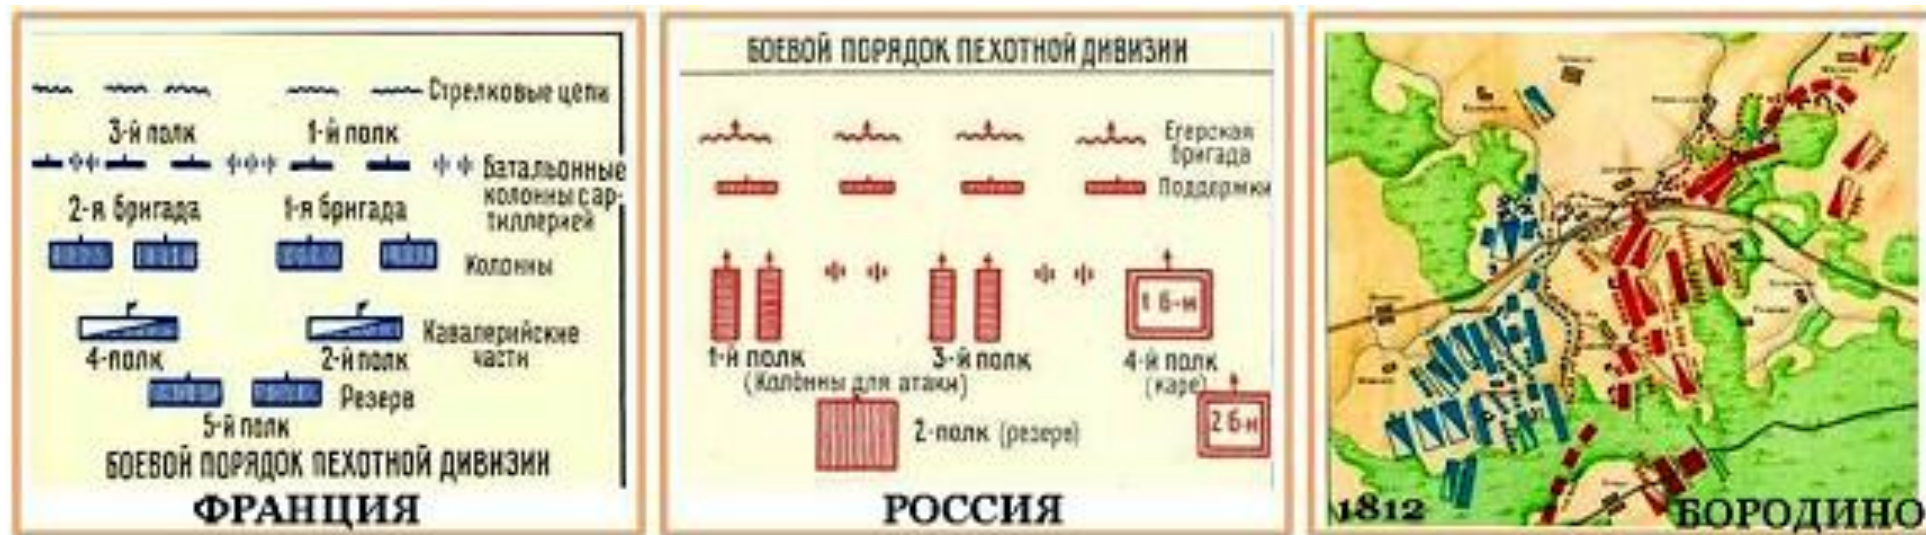 Стрелковые цепи
3-й полк 1-й полк
Батальонные
колонны с ар-
тиллерией
2-я бригада 1-я бригада
Колонны
Кавалерийские
части
4-полк 2-й полк
Резерв
5-й полк
БОЕВОЙ ПОРЯДОК ПЕХОТНОЙ ДИВИЗИИ
ФРАНЦИЯ
БОЕВОЙ ПОРЯДОК ПЕХОТНОЙ ДИВИЗИИ
Егерская
бригада
Поддержки
1 б-н
1-й полк 3-й полк 4-й полк
(Колонны для атаки) (каре)
2-полк (резерв)
2 б-н
РОССИЯ
1812 БОРОДИНО